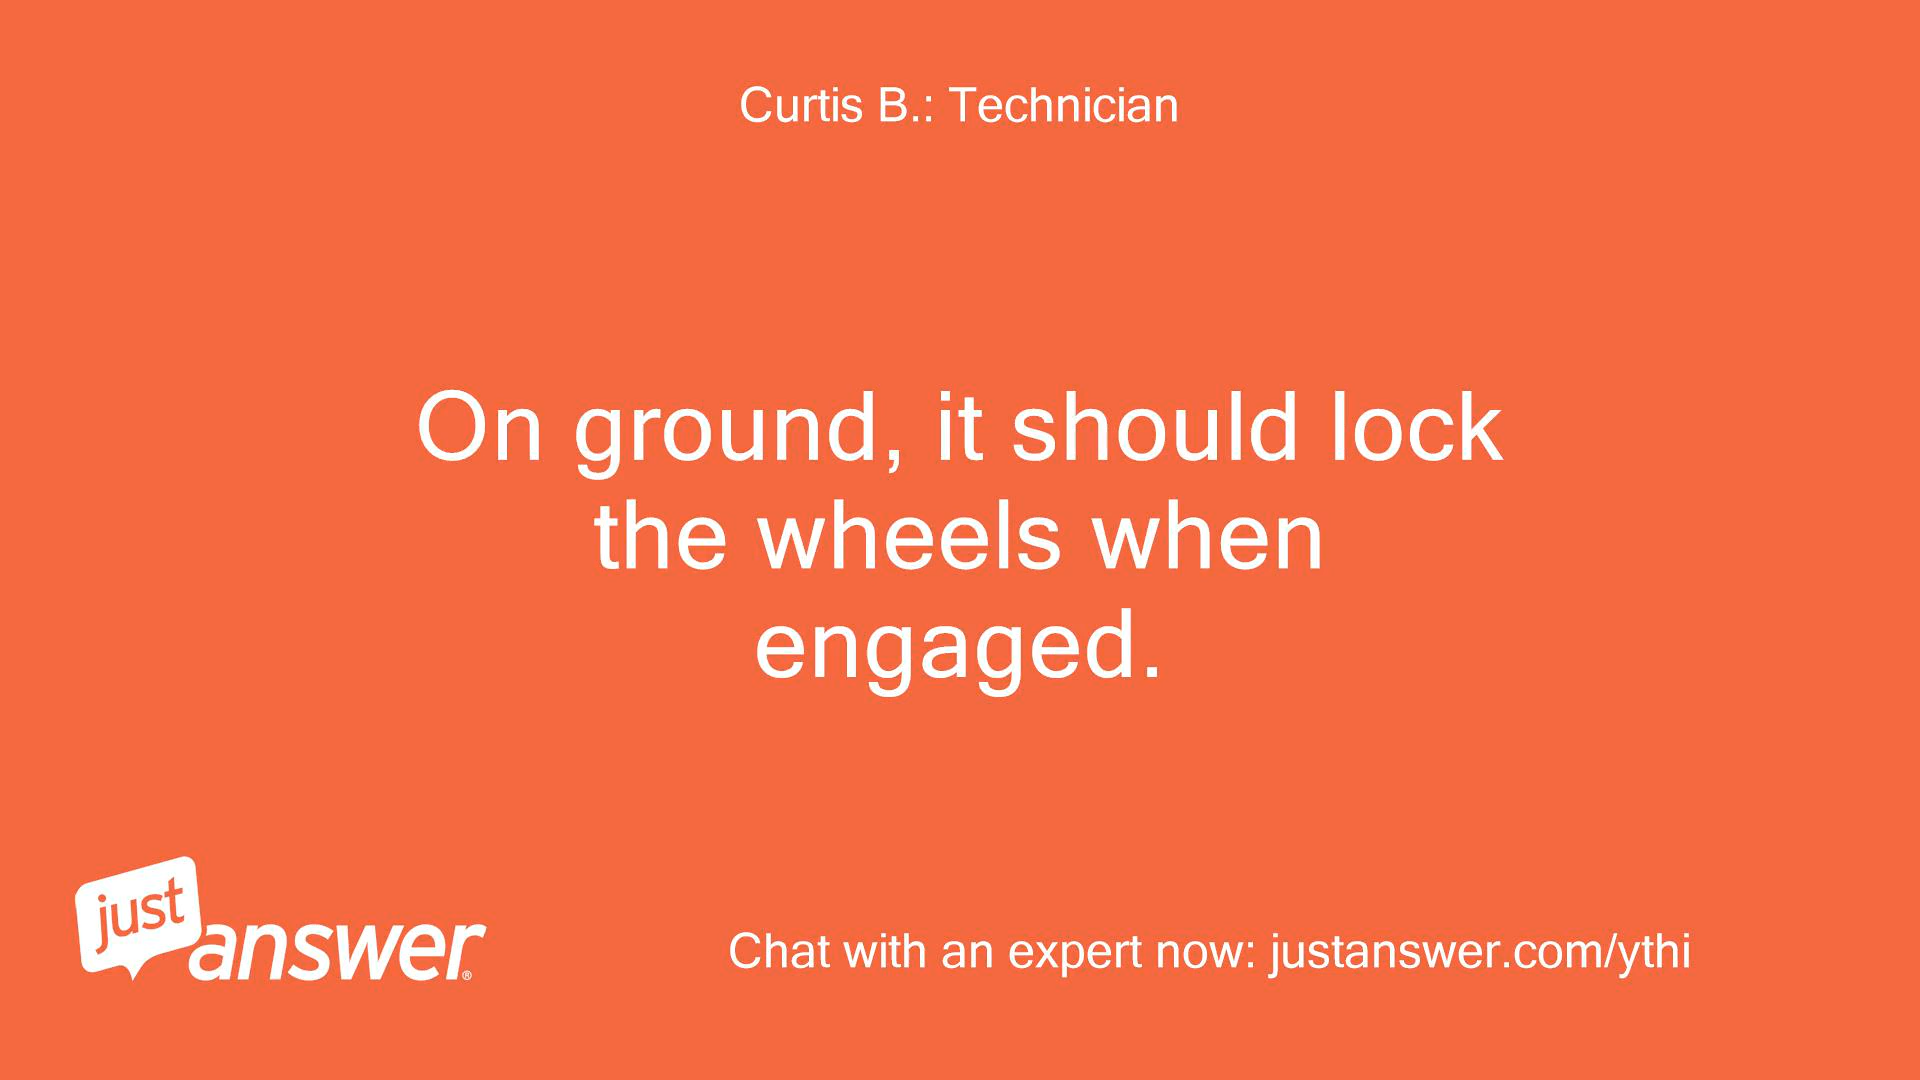 Curtis B.: Technician
On ground, it should lock
the wheels when
engaged.
just
answer®
Chat with an expert now: justanswer.com/ythi